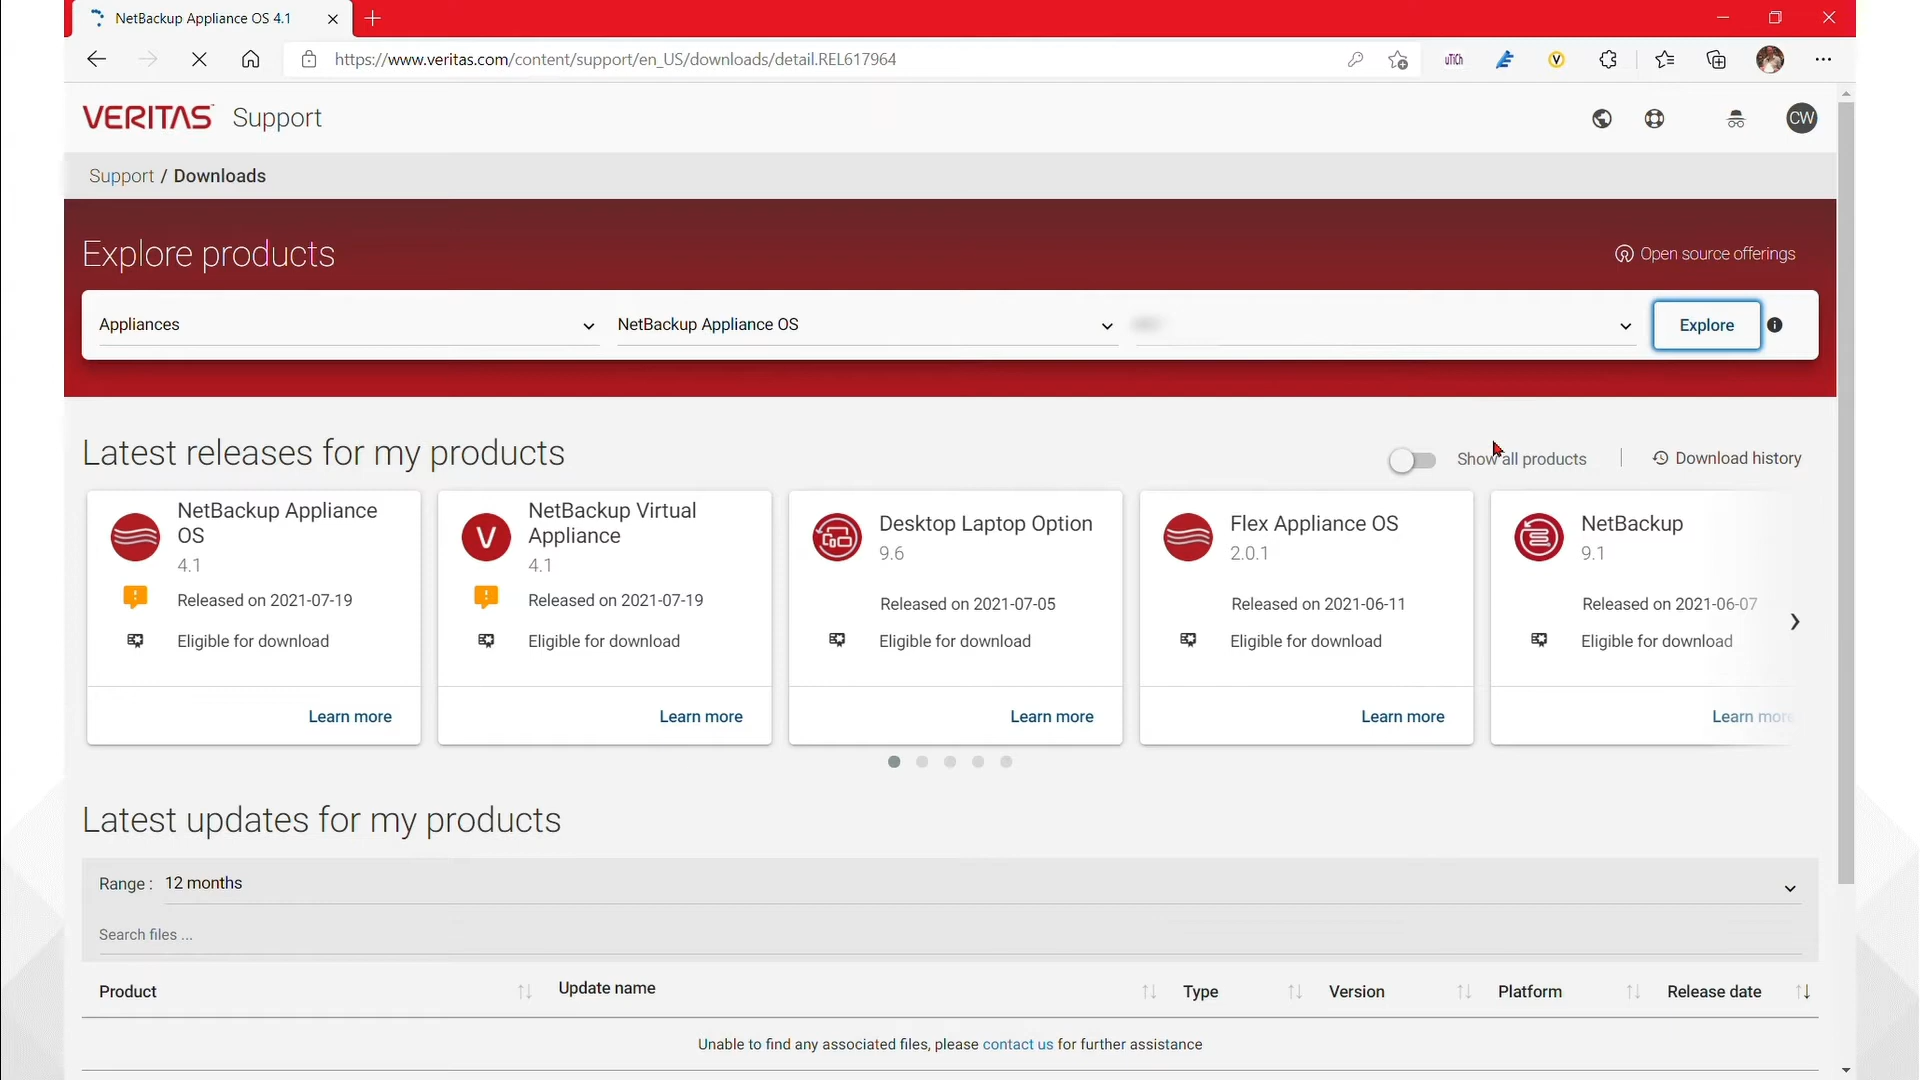 NetBackup Appliance OS 4.1
https://www.veritas.com/content/support/en_US/downloads/detail.REL617964
uTiCh
V
VERITAS Support
CW
Support / Downloads
Explore products
Open source offerings
Appliances
NetBackup Appliance OS
Explore
Latest releases for my products
Show all products
Download history
NetBackup Appliance
OS
4.1
Released on 2021-07-19
Eligible for download
Learn more
V
NetBackup Virtual
Appliance
4.1
Released on 2021-07-19
Eligible for download
Learn more
Desktop Laptop Option
9.6
Released on 2021-07-05
Eligible for download
Learn more
Flex Appliance OS
2.0.1
Released on 2021-06-11
Eligible for download
Learn more
NetBackup
9.1
Released on 2021-06-07
Eligible for download
Learn more
Latest updates for my products
Range : 12 months
Search files ...
Product Update name Type Version Platform Release date
Unable to find any associated files, please contact us for further assistance